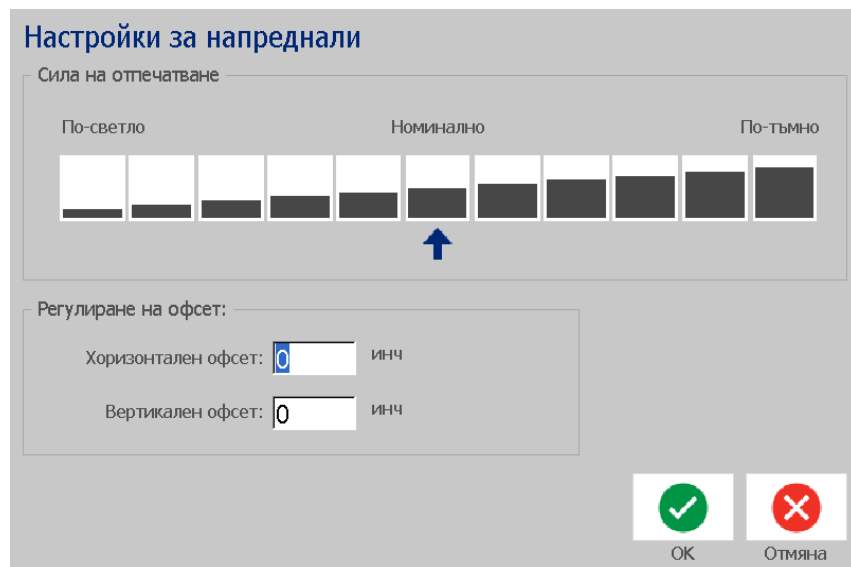 Настройки за напреднали
Сила на отпечатване
По-светло Номинално По-тъмно
Регулиране на офсет:
Хоризонтален офсет: 0 инч
Вертикален офсет: 0 инч
OK Отмяна